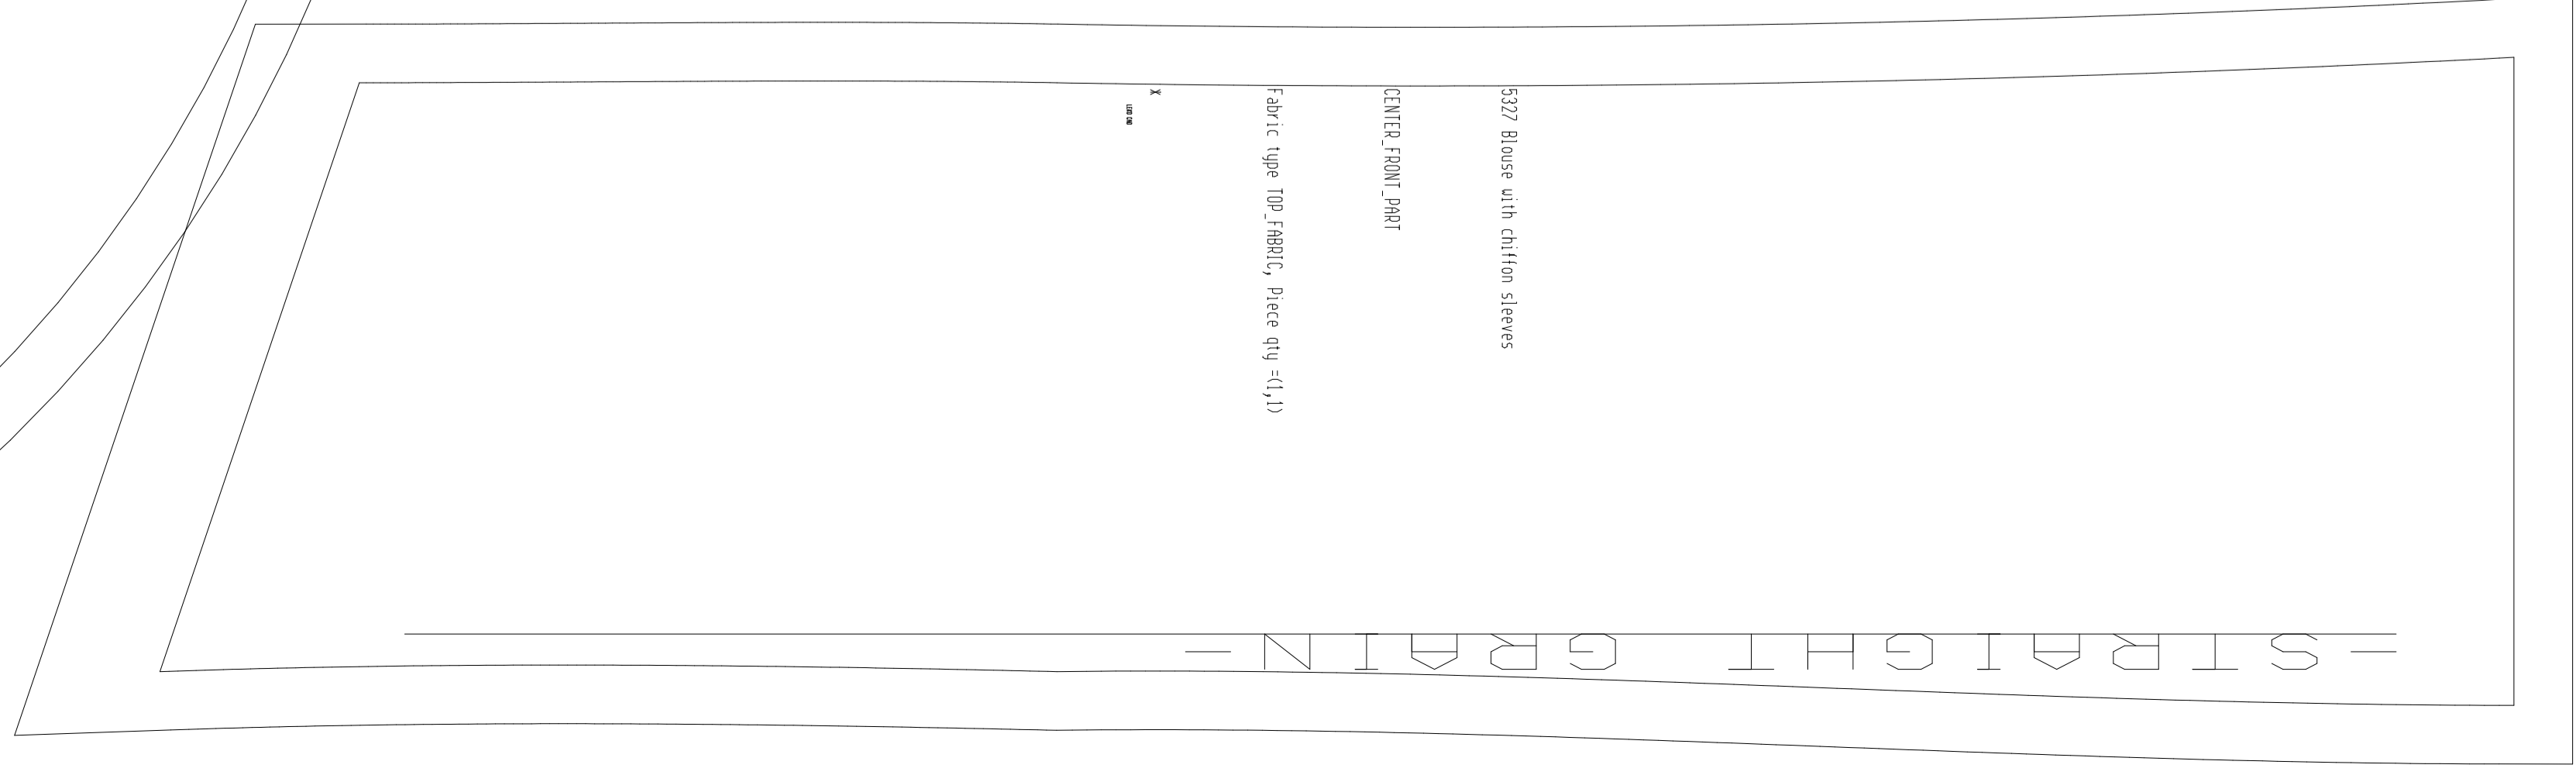 5327 Blouse with chiffon sleeves
CENTER_FRONT_PART
Fabric type TOP_FABRIC, Piece qty =(1,1)
- STRAIGHT GRAIN -